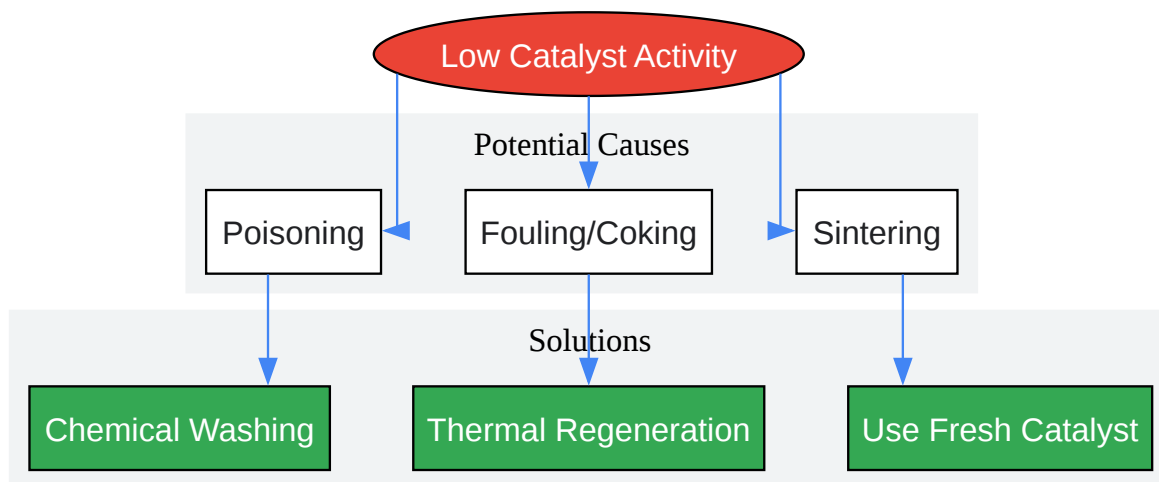 Low Catalyst Activity
Potential Causes
Poisoning
Fouling/Coking
Sintering
Solutions
Chemical Washing
Thermal Regeneration
Use Fresh Catalyst